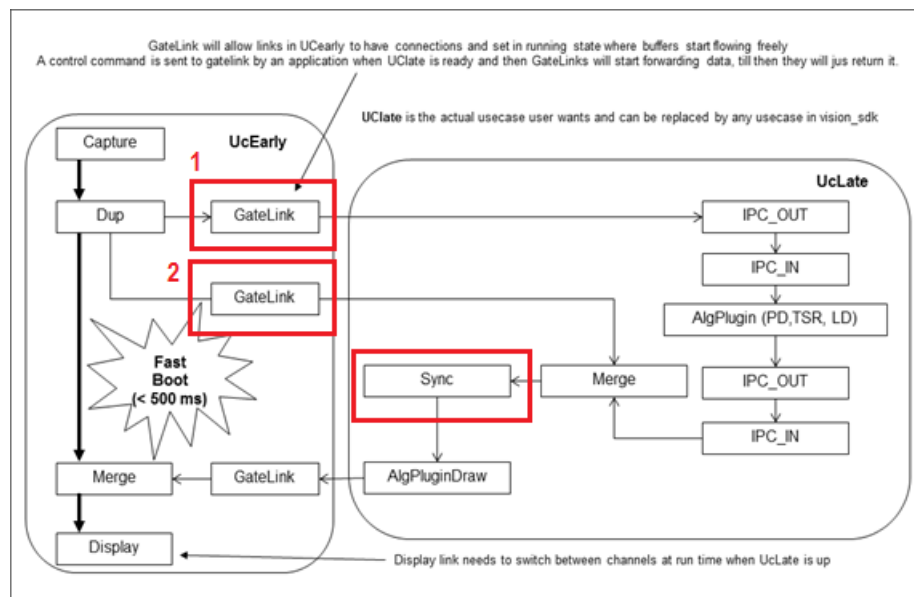 GateLink will allow links in UCearly to have connections and set in running state where buffers start flowing freely
A control command is sent to gatelink by an application when UClate is ready and then GateLinks will start forwarding data, till then they will jus return it.
UClate is the actual usecase user wants and can be replaced by any usecase in vision_sdk
UcEarly
Capture
1
UcLate
Dup
GateLink
IPC_OUT
IPC_IN
2
GateLink
AlgPlugin (PD,TSR, LD)
Fast
Boot
(< 500 ms)
Sync
Merge
IPC_OUT
IPC_IN
Merge
GateLink
AlgPluginDraw
Display
Display link needs to switch between channels at run time when UcLate is up